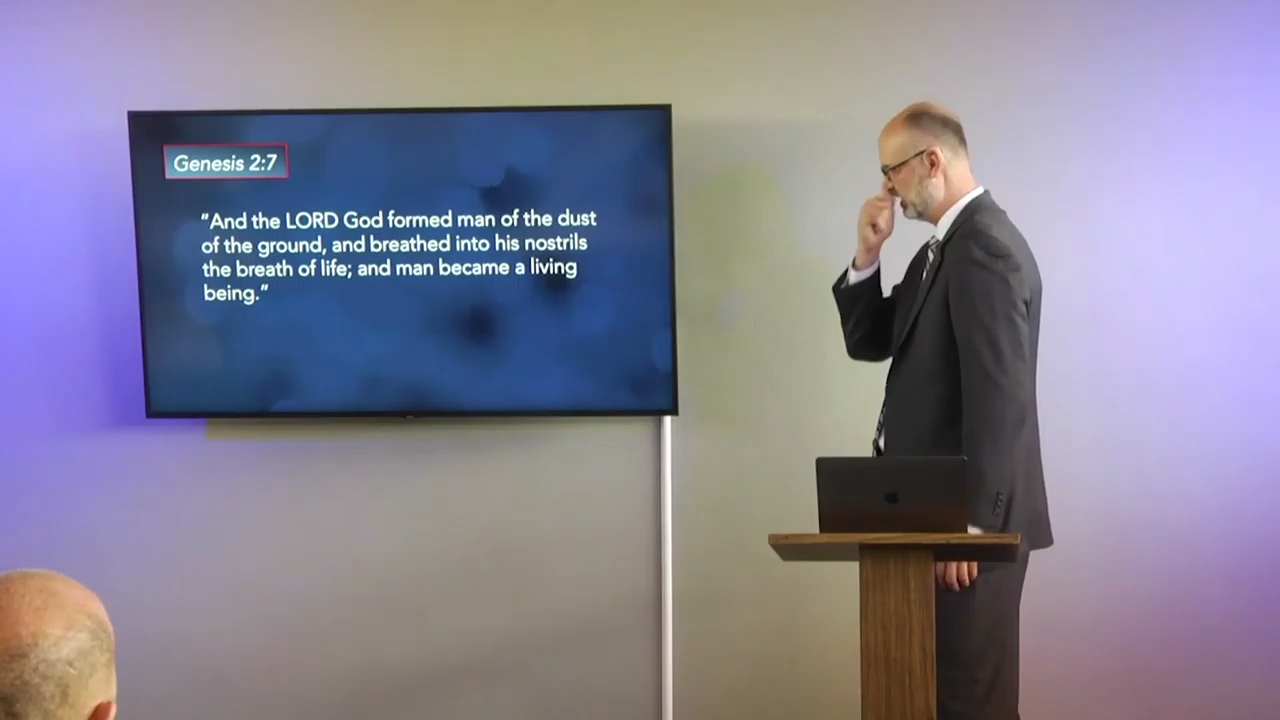 Genesis 2:7
“And the LORD God formed man of the dust
of the ground, and breathed into his nostrils
the breath of life; and man became a living
being.”